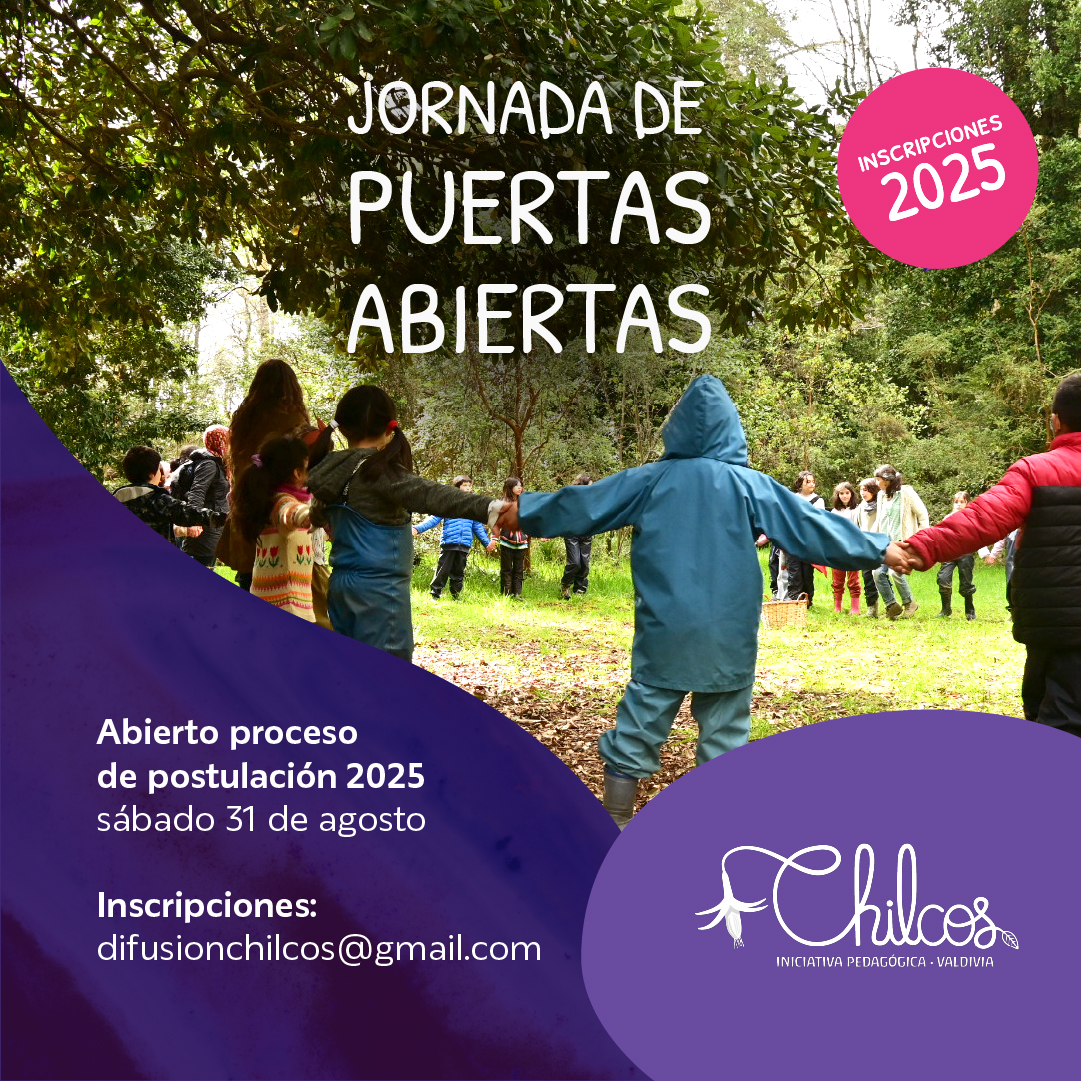 JORNADA DE
PUERTAS
ABIERTAS
INSCRIPCIONES
2025
Abierto proceso
de postulación 2025
sábado 31 de agosto
Inscripciones:
difusionchilcos@gmail.com
Chilcos
INICIATIVA PEDAGÓGICA · VALDIVIA